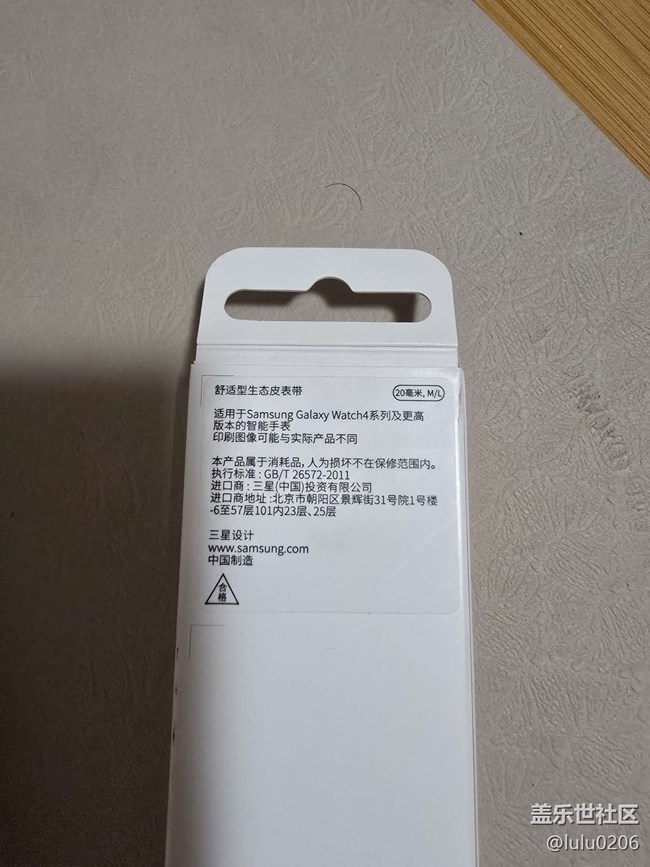 舒适型生态皮表带
20毫米, M/L
适用于Samsung Galaxy Watch4系列及更高
版本的智能手表
印刷图像可能与实际产品不同
本产品属于消耗品，人为损坏不在保修范围内。
执行标准 : GB/T 26572-2011
进口商 : 三星(中国)投资有限公司
进口商地址 :北京市朝阳区景辉街31号院1号楼
-6至57层101内23层、25层
三星设计
www.samsung.com
中国制造
合
格
盖乐世社区
@lulu0206